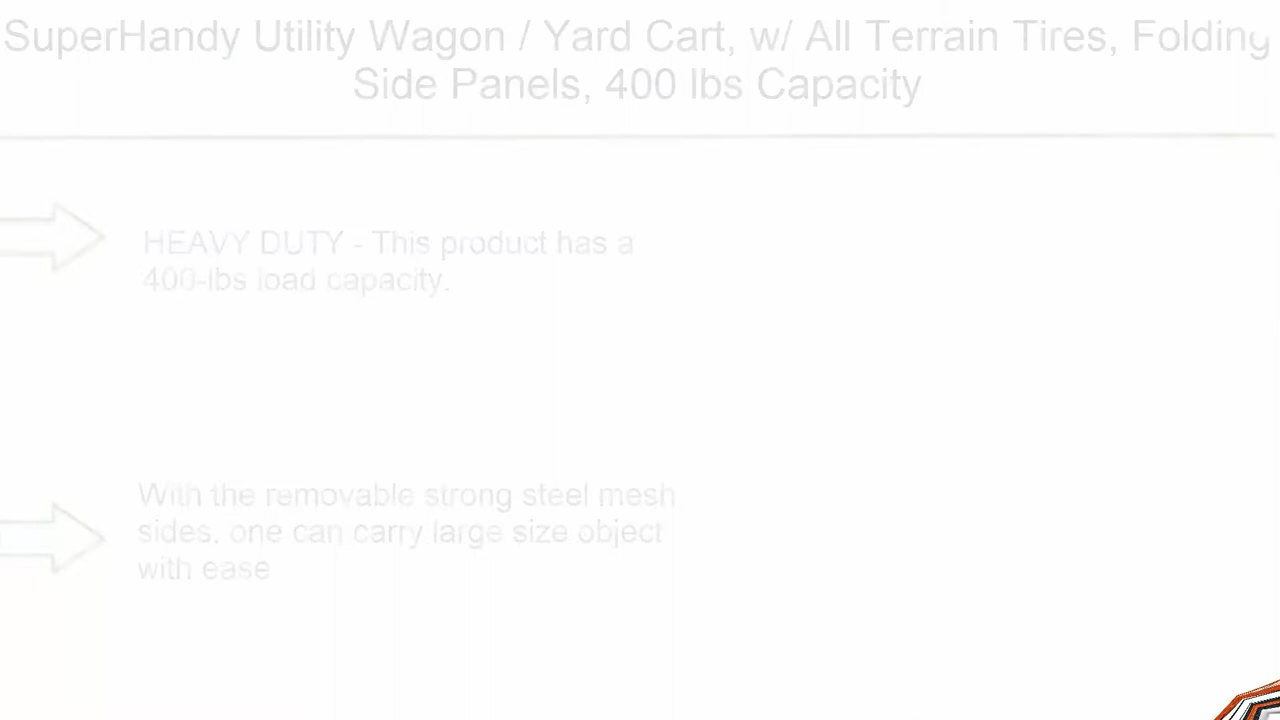 SuperHandy Utility Wagon / Yard Cart, w/ All Terrain Tires, Folding
Side Panels, 400 lbs Capacity
HEAVY DUTY - This product has a
400-lbs load capacity.
With the removable strong steel mesh
sides, one can carry large size object
with ease